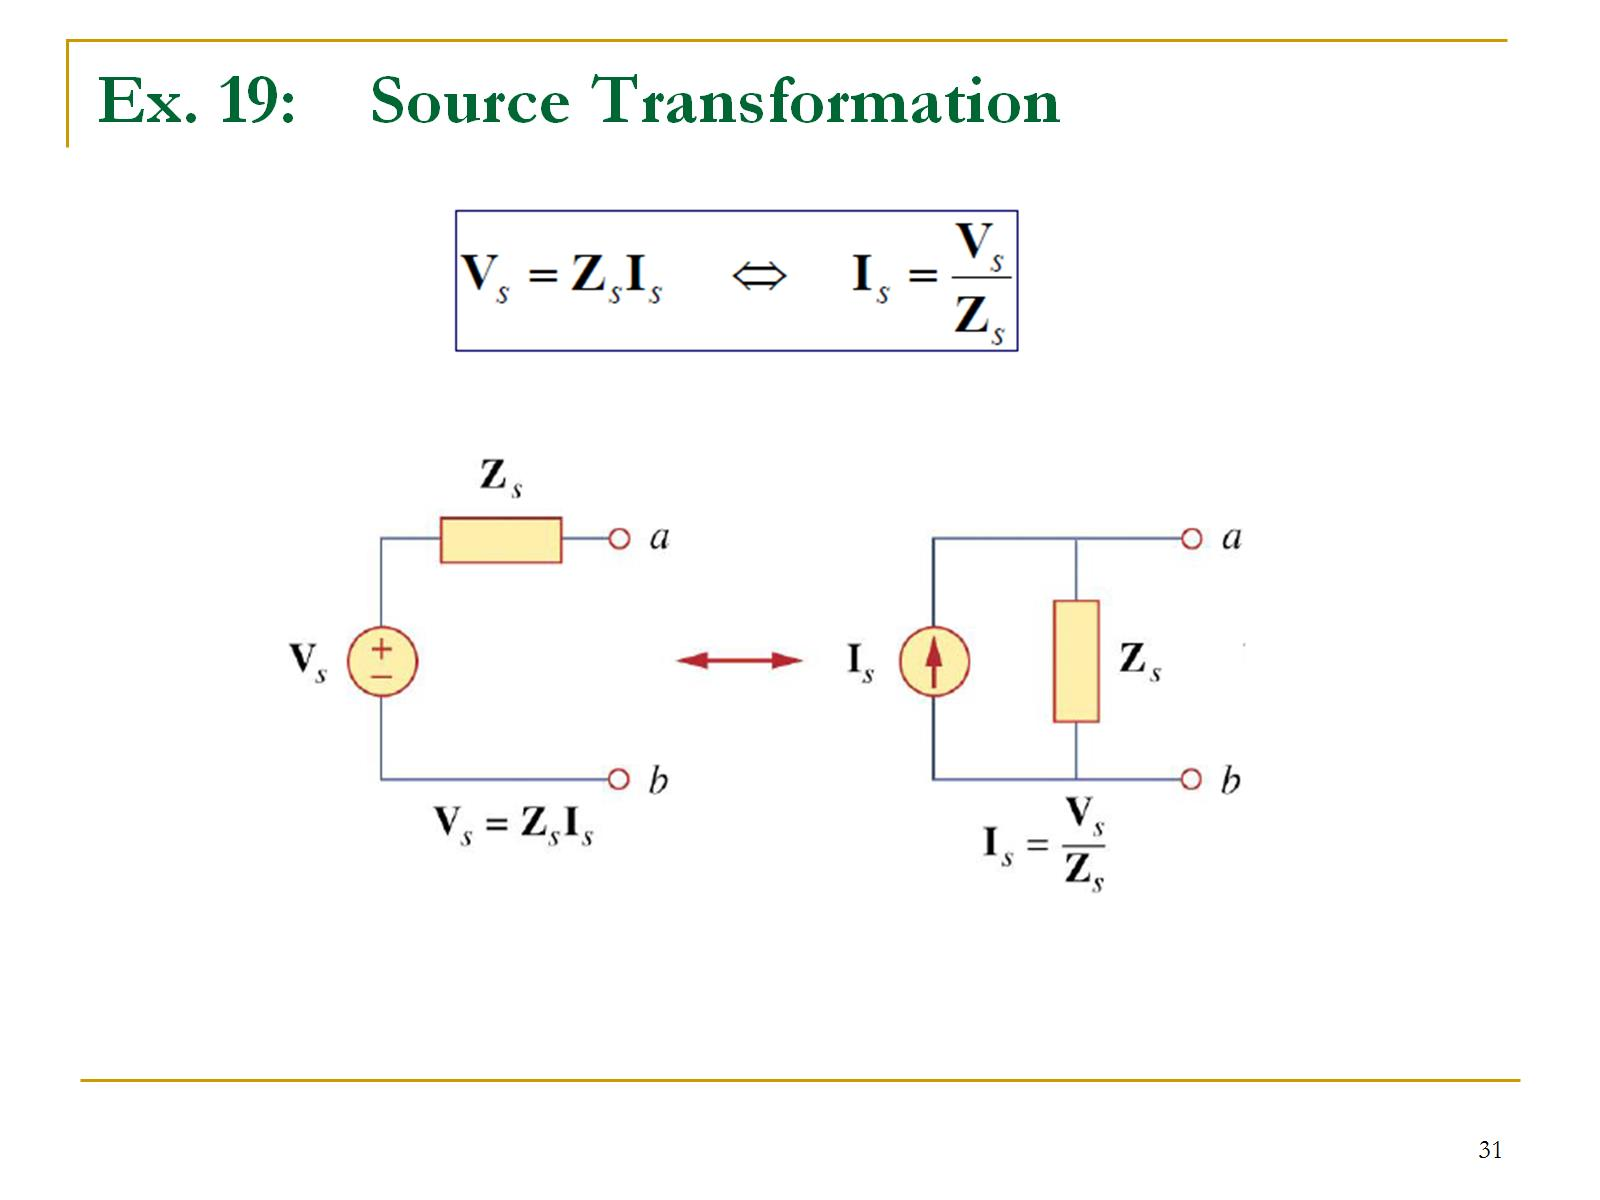 Ex. 19: Source Transformation
Vs = ZsIs ⇔ Is = Vs/Zs
Zs
a
a
Vs
+
−
Is
Zs
b
b
Vs = ZsIs
Is = Vs/Zs
31